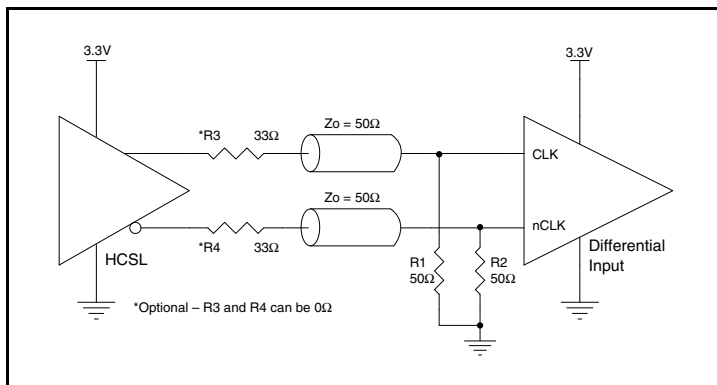 3.3V
3.3V
*R3 33Ω
Zo = 50Ω
CLK
Zo = 50Ω
nCLK
*R4 33Ω
HCSL
R1
50Ω
R2
50Ω
Differential
Input
*Optional – R3 and R4 can be 0Ω